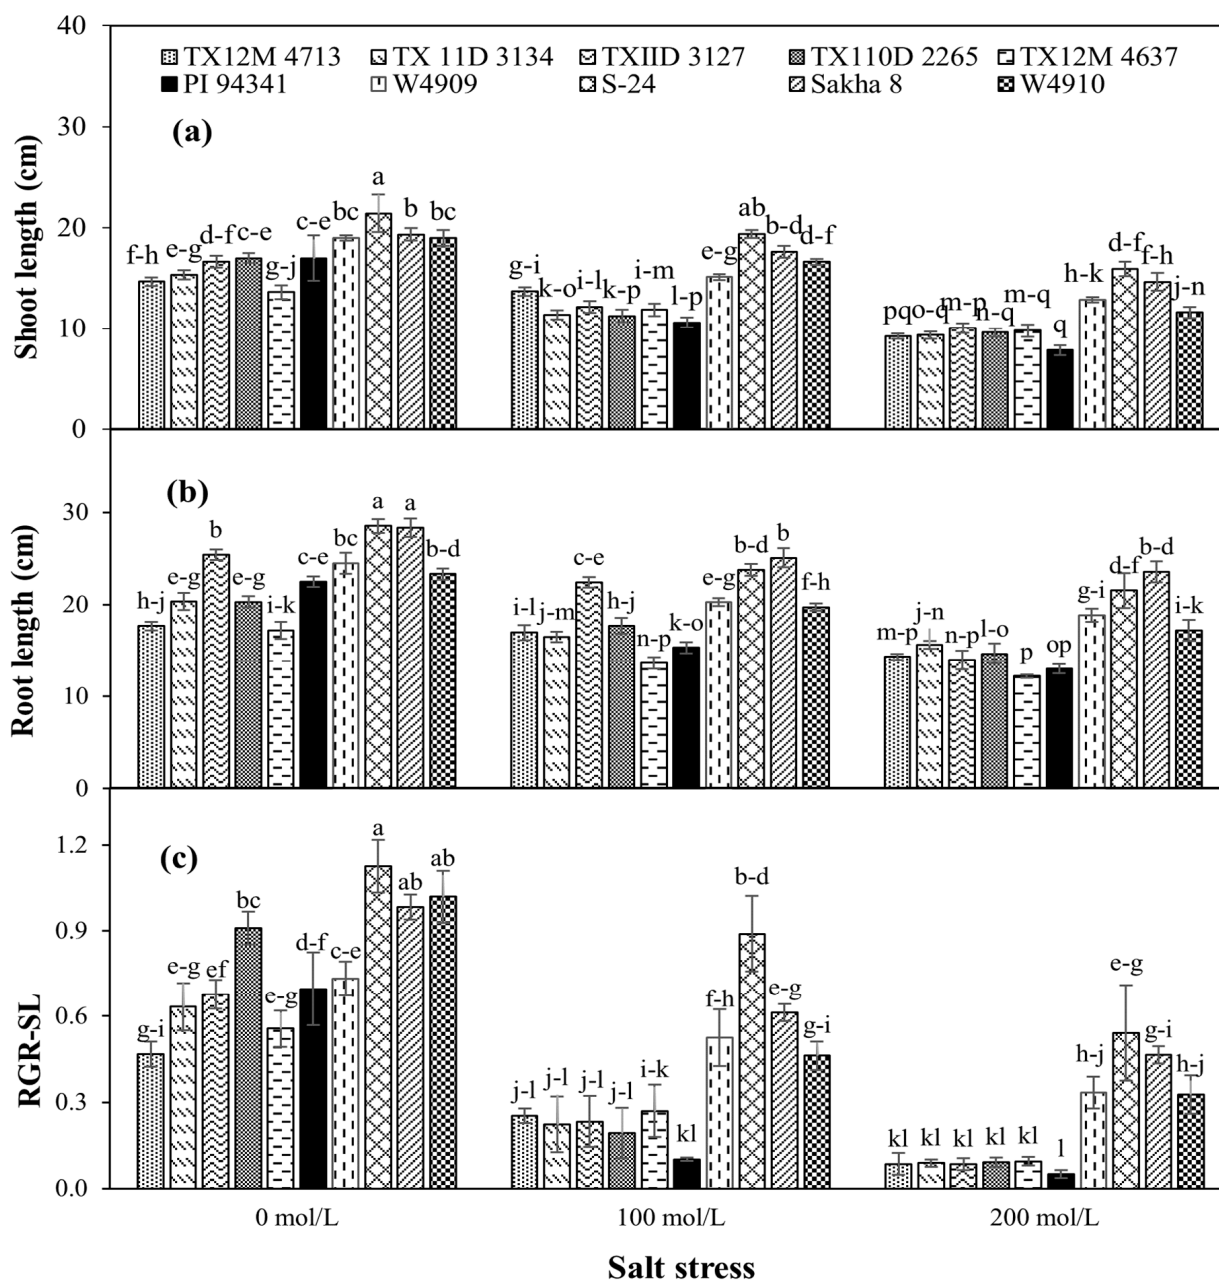 40
TX12M 4713 TX 11D 3134 TXIID 3127 TX110D 2265 TX12M 4637
PI 94341 W4909 S-24 Sakha 8 W4910
30
(a)
Shoot length (cm)
20
10
0
f-h e-g d-f c-e g-j c-e bc a b bc
g-i k-o i-l k-p i-m l-p e-g ab b-d d-f
pq o-q m-p n-q m-q q h-k d-f f-h j-n
(b)
Root length (cm)
30
20
10
0
h-j e-g b e-g i-k c-e bc a a b-d
i-l j-m c-e h-j n-p k-o e-g b-d b f-h
m-p j-n n-p l-o p op g-i d-f b-d i-k
(c)
RGR-SL
1.2
0.9
0.6
0.3
0.0
g-i e-g ef bc e-g d-f c-e a ab ab
j-l j-l j-l j-l i-k kl f-h b-d e-g g-i
kl kl kl kl kl l h-j e-g g-i h-j
0 mol/L 100 mol/L 200 mol/L
Salt stress